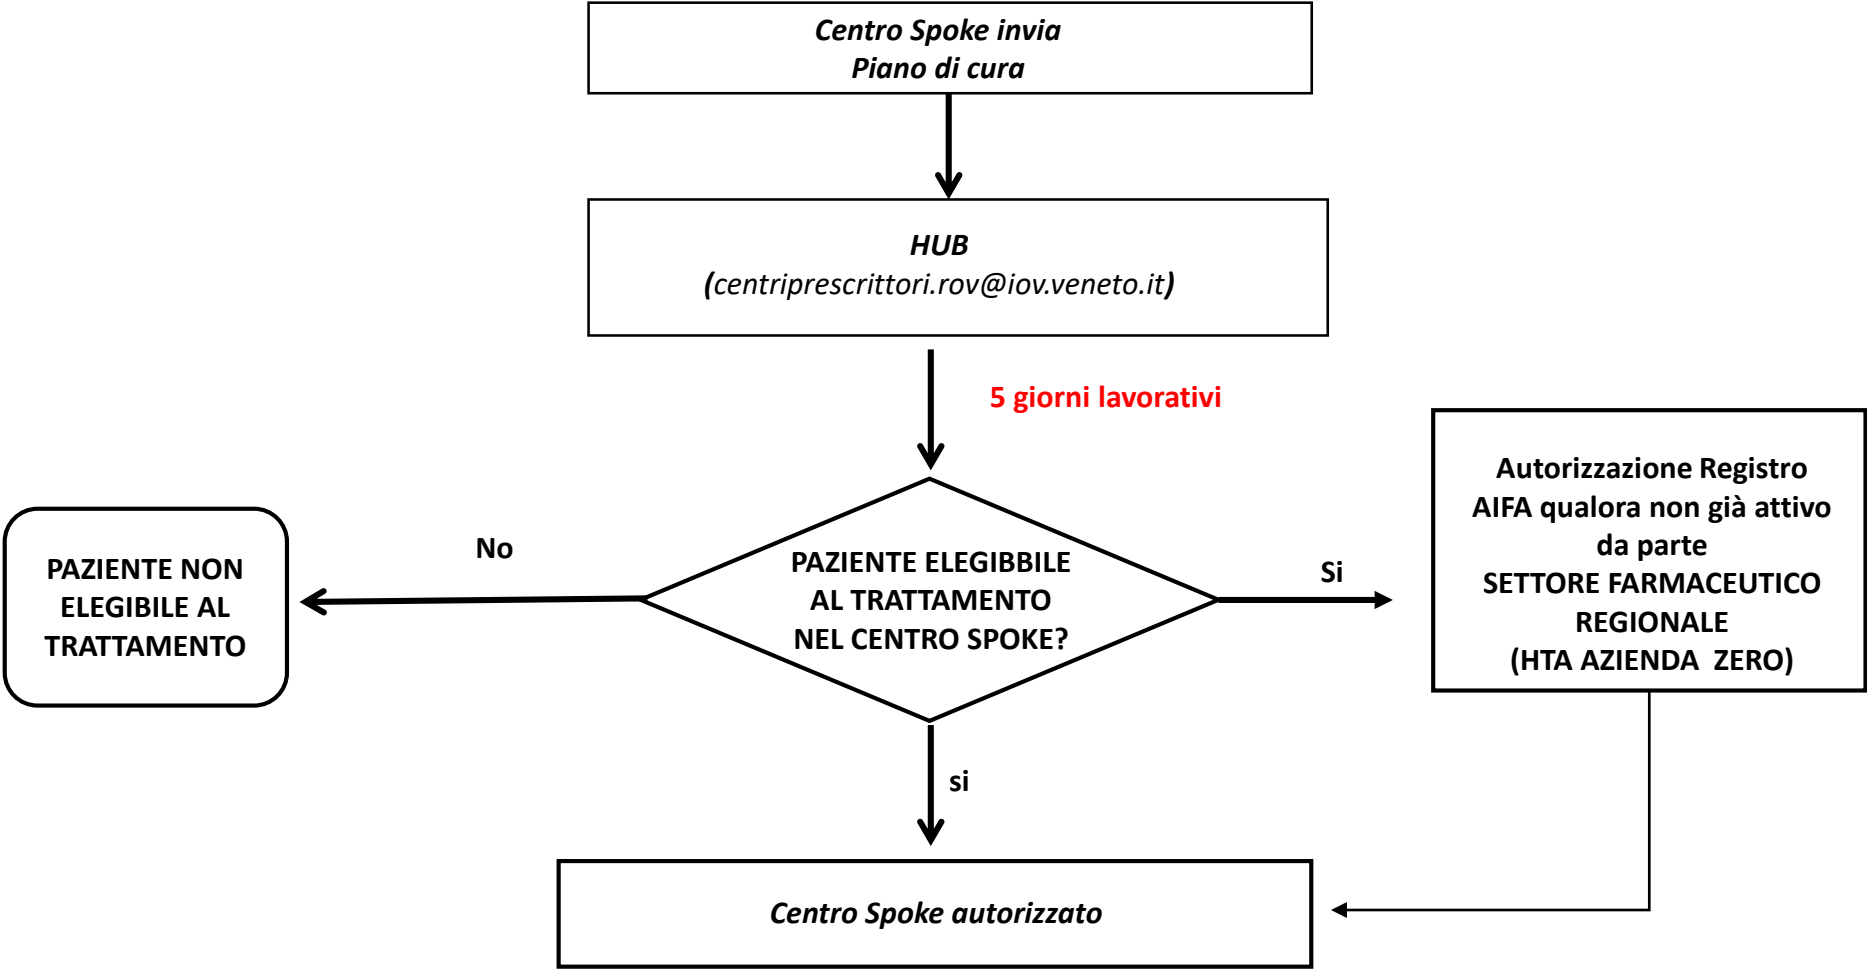 Centro Spoke invia
Piano di cura
HUB
(centriprescrittori.rov@iov.veneto.it)
5 giorni lavorativi
Autorizzazione Registro
AIFA qualora non già attivo
da parte
SETTORE FARMACEUTICO
REGIONALE
(HTA AZIENDA ZERO)
No
PAZIENTE NON
ELEGIBILE AL
TRATTAMENTO
PAZIENTE ELEGIBBILE
AL TRATTAMENTO
NEL CENTRO SPOKE?
Si
si
Centro Spoke autorizzato